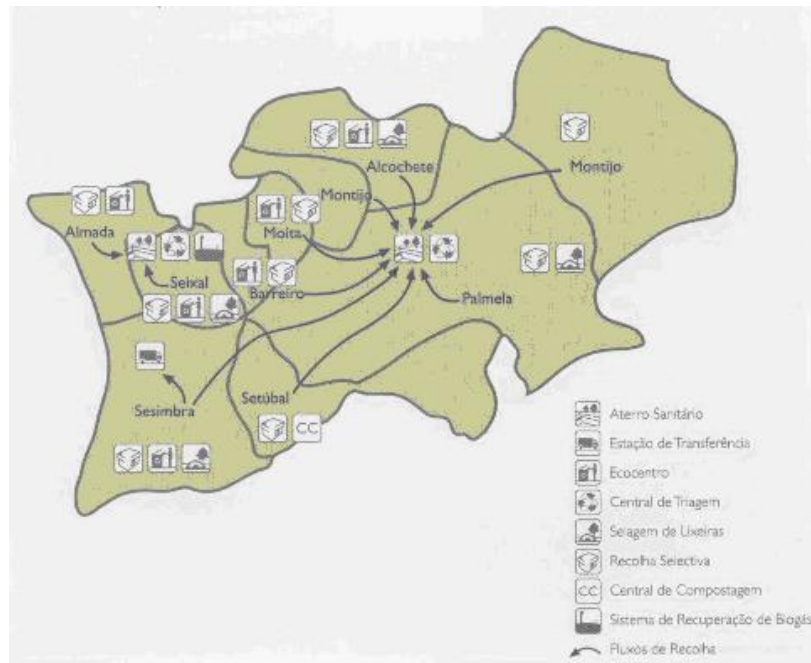 Alcochete
Montijo
Montijo
Almada
Moita
Seixal
Barreiro
Palmela
Setúbal
Sesimbra
CC
Aterro Sanitário
Estação de Transferência
Ecocentro
Central de Triagem
Selagem de Lixeiras
Recolha Selectiva
CC Central de Compostagem
Sistema de Recuperação de Biogás
Fluxos de Recolha